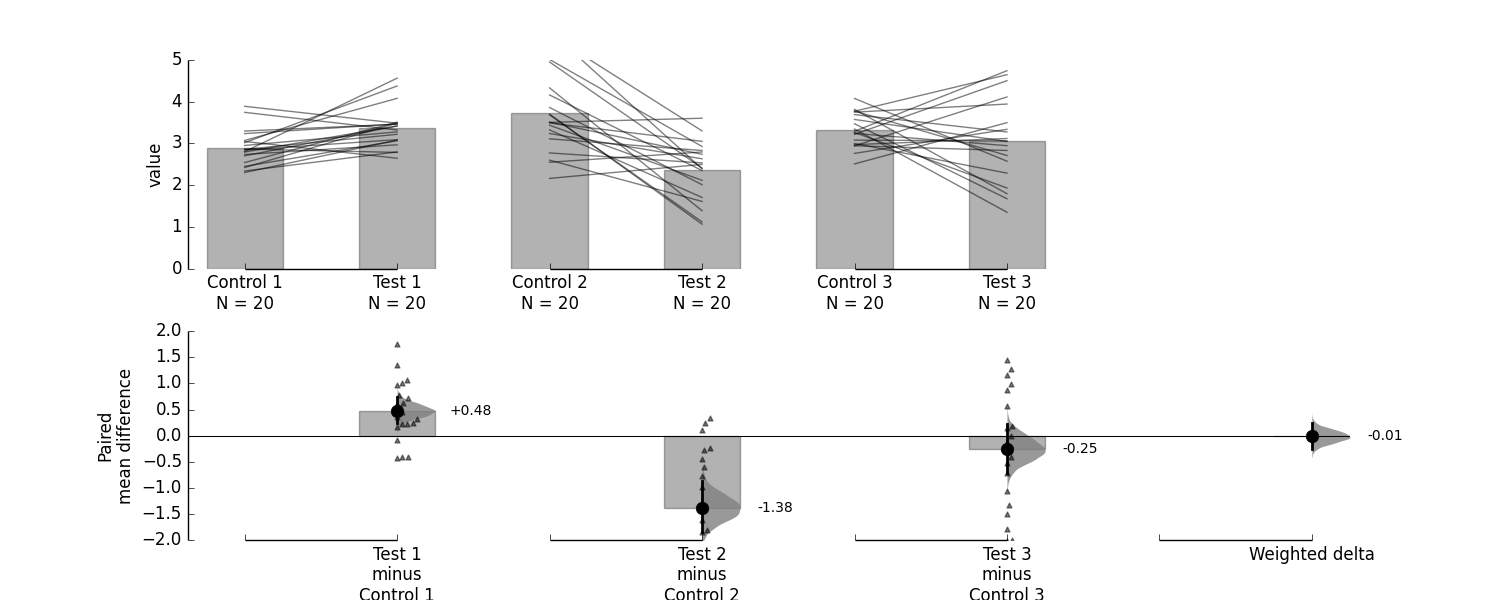 5
4
3
2
1
0
value
Control 1
N = 20
Test 1
N = 20
Control 2
N = 20
Test 2
N = 20
Control 3
N = 20
Test 3
N = 20
2.0
1.5
1.0
0.5
0.0
−0.5
−1.0
−1.5
−2.0
Paired
mean difference
+0.48
-1.38
-0.25
-0.01
Test 1
minus
Control 1
Test 2
minus
Control 2
Test 3
minus
Control 3
Weighted delta